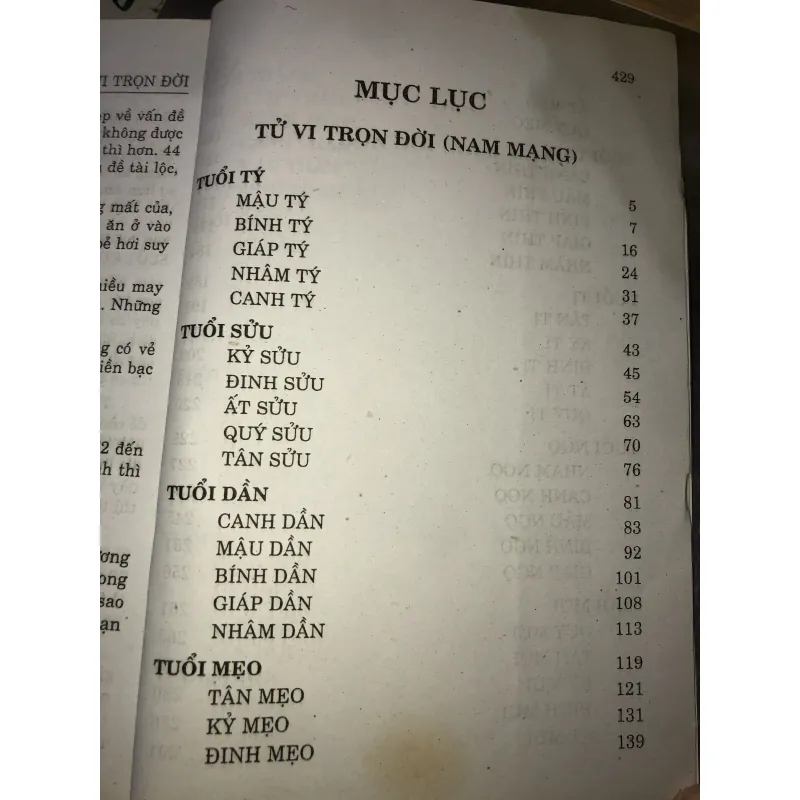 VI TRỌN ĐỜI
ẹp về vấn đề
không được
thì hơn. 44
đề tài lộc,
mất của,
ăn ở vào
hơi suy
nhiều may
. Những
có vẻ
tiền bạc
2 đến
thì
ương
ong
sao
ạn
429
MỤC LỤC
TỬ VI TRỌN ĐỜI (NAM MẠNG)
TUỔI TÝ 5
MẬU TÝ 7
BÍNH TÝ 16
GIÁP TÝ 24
NHÂM TÝ 31
CANH TÝ 37
TUỔI SỬU 43
KỶ SỬU 45
ĐINH SỬU 54
ẤT SỬU 63
QUÝ SỬU 70
TÂN SỬU 76
TUỔI DẦN 81
CANH DẦN 83
MẬU DẦN 92
BÍNH DẦN 101
GIÁP DẦN 108
NHÂM DẦN 113
TUỔI MẸO 119
TÂN MẸO 121
KỶ MẸO 131
ĐINH MẸO 139